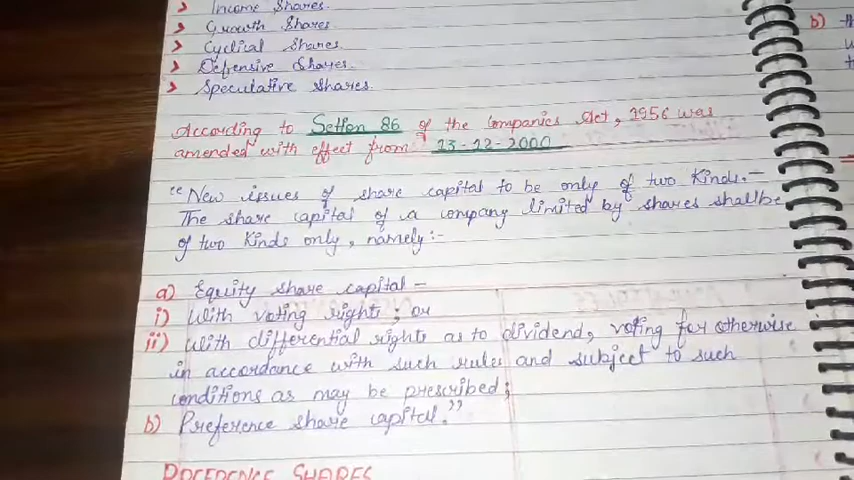 > Income Shares.
> Growth Shares
> Cyclical Shares.
> Defensive Shares.
> Speculative Shares.
According to Section 86 of the Companies Act, 1956 was
amended with effect from 13-12-2000
"New issues of share capital to be only of two kinds.-
The share capital of a company limited by shares shall be
of two kinds only, namely:-
a) Equity share capital -
i) with voting rights; or
ii) with differential rights as to dividend, voting for otherwise
in accordance with such rules and subject to such
conditions as may be prescribed;
b) Preference share capital."
SHARES
b)